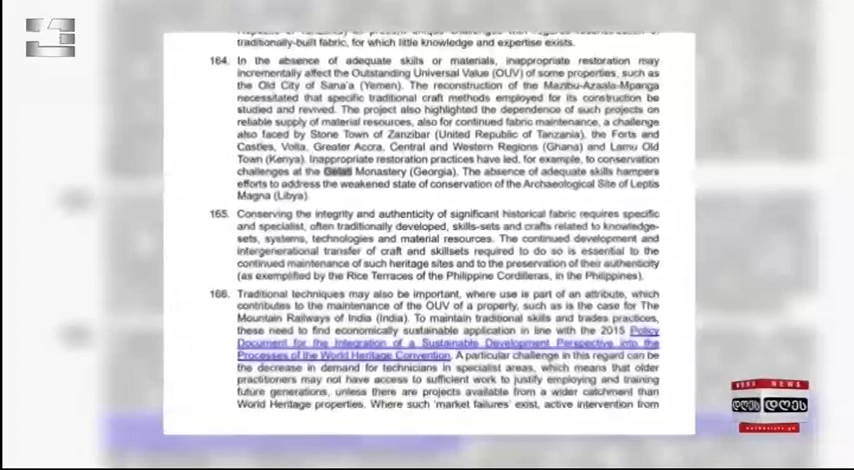 traditionally-built fabric, for which little knowledge and expertise exists.
164. In the absence of adequate skills or materials, inappropriate restoration may
incrementally affect the Outstanding Universal Value (OUV) of some properties, such as
the Old City of Sana'a (Yemen). The reconstruction of the Mazibu-Azaala-Mpanga
necessitated that specific traditional craft methods employed for its construction be
studied and revived. The project also highlighted the dependence of such projects on
reliable supply of material resources, also for continued fabric maintenance, a challenge
also faced by Stone Town of Zanzibar (United Republic of Tanzania), the Forts and
Castles, Volta, Greater Accra, Central and Western Regions (Ghana) and Lamu Old
Town (Kenya). Inappropriate restoration practices have led, for example, to conservation
challenges at the Gelati Monastery (Georgia). The absence of adequate skills hampers
efforts to address the weakened state of conservation of the Archaeological Site of Leptis
Magna (Libya).
165. Conserving the integrity and authenticity of significant historical fabric requires specific
and specialist, often traditionally developed, skills-sets and crafts related to knowledge-
sets, systems, technologies and material resources. The continued development and
intergenerational transfer of craft and skillsets required to do so is essential to the
continued maintenance of such heritage sites and to the preservation of their authenticity
(as exemplified by the Rice Terraces of the Philippine Cordilleras, in the Philippines).
166. Traditional techniques may also be important, where use is part of an attribute, which
contributes to the maintenance of the OUV of a property, such as is the case for The
Mountain Railways of India (India). To maintain traditional skills and trades practices,
these need to find economically sustainable application in line with the 2015 Policy
Document for the Integration of a Sustainable Development Perspective into the
Processes of the World Heritage Convention. A particular challenge in this regard can be
the decrease in demand for technicians in specialist areas, which means that older
practitioners may not have access to sufficient work to justify employing and training
future generations, unless there are projects available from a wider catchment than
World Heritage properties. Where such 'market failures' exist, active intervention from
NEWS NEWS
დღეს დღეს